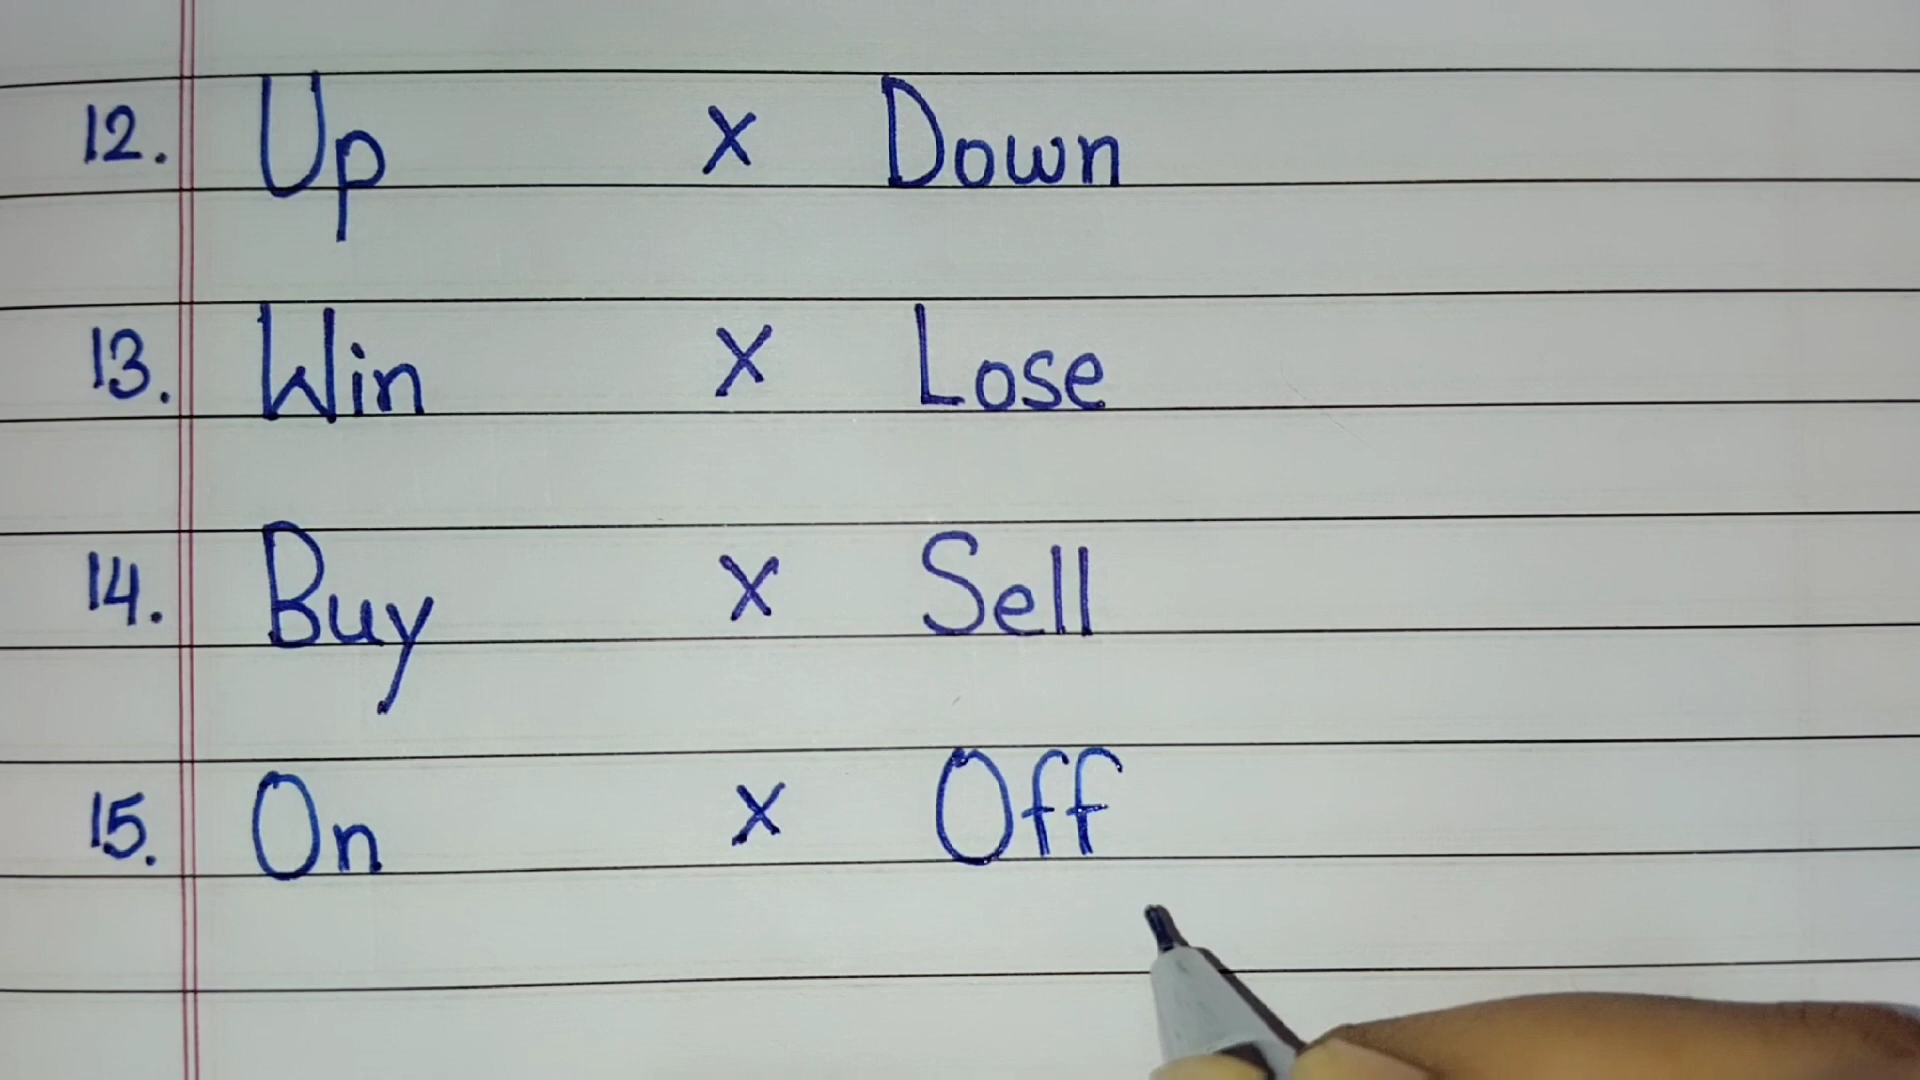 12. Up x Down
13. Win x Lose
14. Buy x Sell
15. On x Off